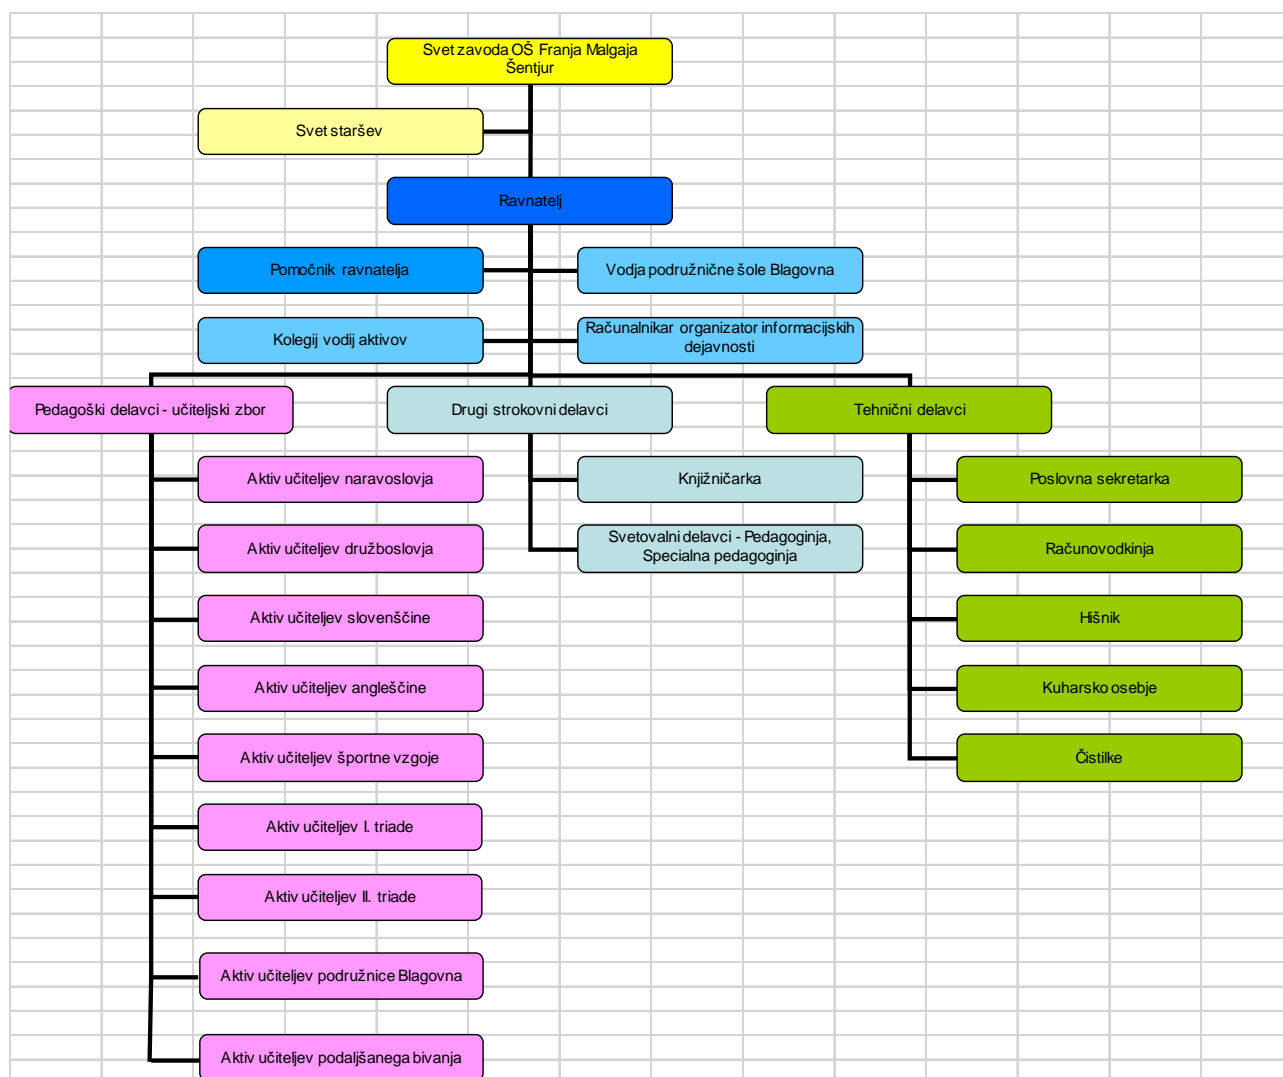 Svet zavoda OŠ Franja Malgaja
Šentjur
Svet staršev
Ravnatelj
Pomočnik ravnatelja
Vodja podružnične šole Blagovna
Kolegij vodij aktivov
Računalnikar organizator informacijskih
dejavnosti
Pedagoški delavci - učiteljski zbor
Drugi strokovni delavci
Tehnični delavci
Aktiv učiteljev naravoslovja
Knjižničarka
Poslovna sekretarka
Aktiv učiteljev družboslovja
Svetovalni delavci - Pedagoginja,
Specialna pedagoginja
Računovodkinja
Aktiv učiteljev slovenščine
Hišnik
Aktiv učiteljev angleščine
Kuharsko osebje
Aktiv učiteljev športne vzgoje
Čistilke
Aktiv učiteljev I. triade
Aktiv učiteljev II. triade
Aktiv učiteljev podružnice Blagovna
Aktiv učiteljev podaljšanega bivanja